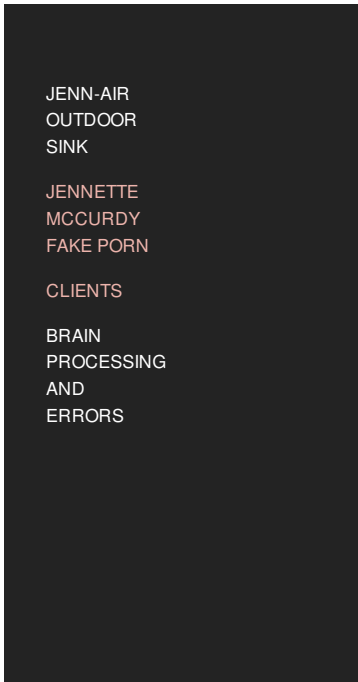 JENN-AIR
OUTDOOR
SINK
JENNETTE
MCCURDY
FAKE PORN
CLIENTS
BRAIN
PROCESSING
AND
ERRORS